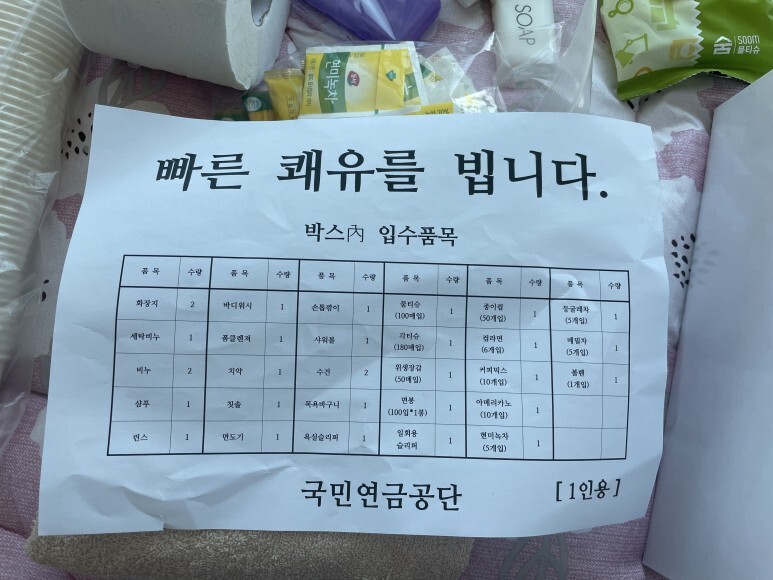 SOAP
숨
SOOM
물티슈
현미녹차
빠른 쾌유를 빕니다.
박스內 입수품목
품 목 수량 품 목 수량 품 목 수량 품 목 수량 품 목 수량 품 목 수량
화장지 2 바디워시 1 손톱깎이 1 물티슈 (100매입) 1 종이컵 (50개입) 1 둥굴레차 (5개입) 1
세탁비누 1 폼클렌져 1 샤워볼 1 각티슈 (180매입) 1 컵라면 (6개입) 1 메밀차 (5개입) 1
비누 2 치약 1 수건 2 위생장갑 (50매입) 1 커피믹스 (10개입) 1 볼펜 (1개입) 1
샴푸 1 칫솔 1 목욕바구니 1 면봉 (100입*1봉) 1 아메리카노 (10개입) 1
린스 1 면도기 1 욕실슬리퍼 1 일회용 슬리퍼 1 현미녹차 (5개입) 1
국민연금공단
[1인용]